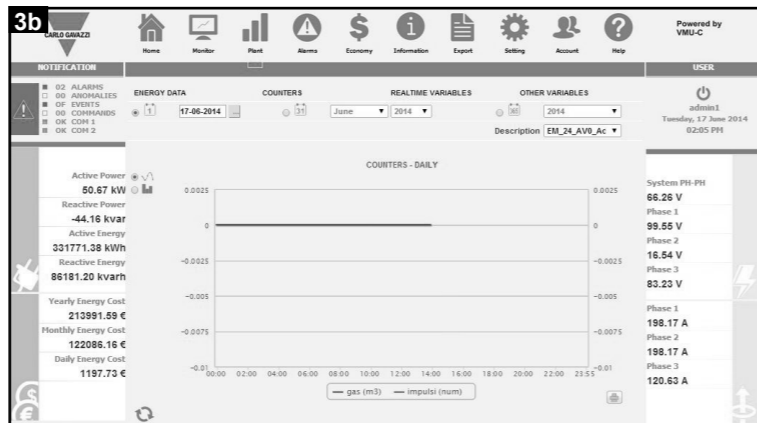 3b
CARLO GAVAZZI
Home Monitor Plant Alarms Economy Information Export Setting Account Help
Powered by
VMU-C
NOTIFICATION
USER
02 ALARMS
00 ANOMALIES
OF EVENTS
00 COMMANDS
OK COM 1
OK COM 2
ENERGY DATA COUNTERS REALTIME VARIABLES OTHER VARIABLES
1 17-06-2014 ... 31 June 2014 2014
Description EM_24_AV0_Ac
admin1
Tuesday, 17 June 2014
02:05 PM
Active Power
50.67 kW
Reactive Power
-44.16 kvar
Active Energy
331771.38 kWh
Reactive Energy
86181.20 kvarh
Yearly Energy Cost
213991.59 €
Monthly Energy Cost
122086.16 €
Daily Energy Cost
1197.73 €
COUNTERS - DAILY
0.0025 0.0025
0 0
-0.0025 -0.0025
-0.005 -0.005
-0.0075 -0.0075
-0.01 -0.01
00:00 02:00 04:00 06:00 08:00 10:00 12:00 14:00 16:00 18:00 20:00 22:00 23:55
gas (m3) impulsi (num)
System PH-PH
66.26 V
Phase 1
99.55 V
Phase 2
16.54 V
Phase 3
83.23 V
Phase 1
198.17 A
Phase 2
198.17 A
Phase 3
120.63 A